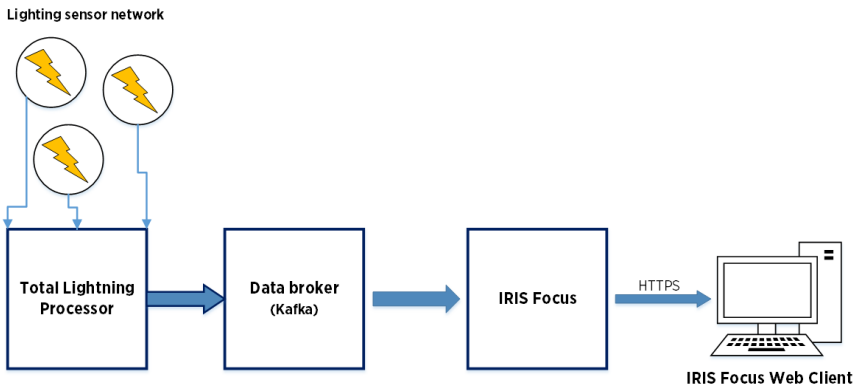 Lighting sensor network
Total Lightning
Processor
Data broker
(Kafka)
IRIS Focus
HTTPS
IRIS Focus Web Client